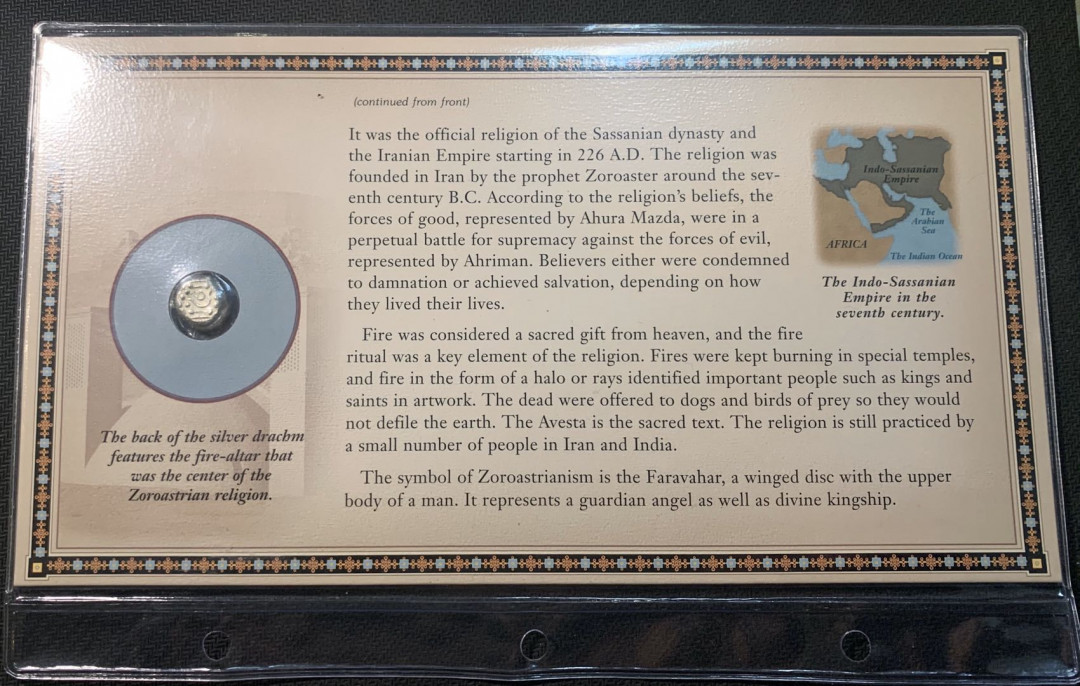 (continued from front)
It was the official religion of the Sassanian dynasty and
the Iranian Empire starting in 226 A.D. The religion was
founded in Iran by the prophet Zoroaster around the sev-
enth century B.C. According to the religion's beliefs, the
forces of good, represented by Ahura Mazda, were in a
perpetual battle for supremacy against the forces of evil,
represented by Ahriman. Believers either were condemned
to damnation or achieved salvation, depending on how
they lived their lives.
Fire was considered a sacred gift from heaven, and the fire
ritual was a key element of the religion. Fires were kept burning in special temples,
and fire in the form of a halo or rays identified important people such as kings and
saints in artwork. The dead were offered to dogs and birds of prey so they would
not defile the earth. The Avesta is the sacred text. The religion is still practiced by
a small number of people in Iran and India.
The symbol of Zoroastrianism is the Faravahar, a winged disc with the upper
body of a man. It represents a guardian angel as well as divine kingship.
Indo-Sassanian
Empire
The
Arabian
Sea
AFRICA
The Indian Ocean
The Indo-Sassanian
Empire in the
seventh century.
The back of the silver drachm
features the fire-altar that
was the center of the
Zoroastrian religion.